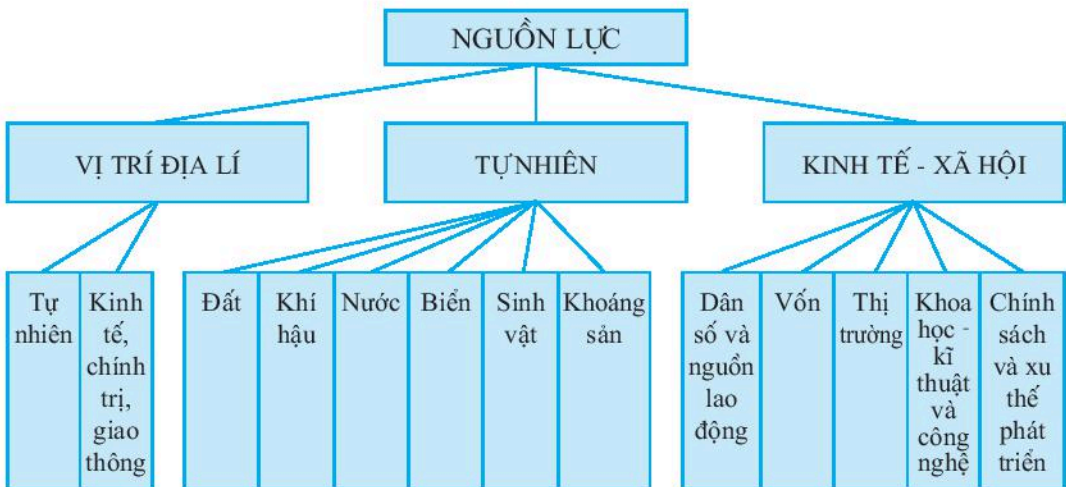 NGUỒN LỰC
VỊ TRÍ ĐỊA LÍ
TỰ NHIÊN
KINH TẾ - XÃ HỘI
Tự
nhiên
Kinh
tế,
chính
trị,
giao
thông
Đất
Khí
hậu
Nước
Biển
Sinh
vật
Khoáng
sản
Dân
số và
nguồn
lao
động
Vốn
Thị
trường
Khoa
học -
kĩ
thuật
và
công
nghệ
Chính
sách
và xu
thế
phát
triển